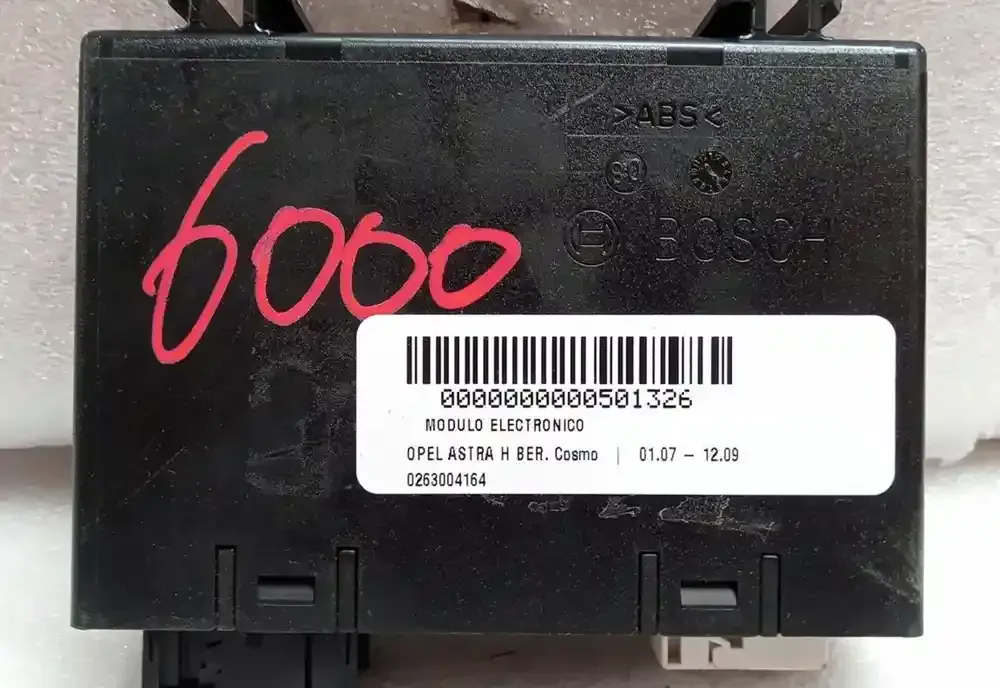 >ABS<
BOSCH
6000
0000000000501326
MODULO ELECTRONICO
OPEL ASTRA H BER. Cosmo | 01.07 – 12.09
0263004164